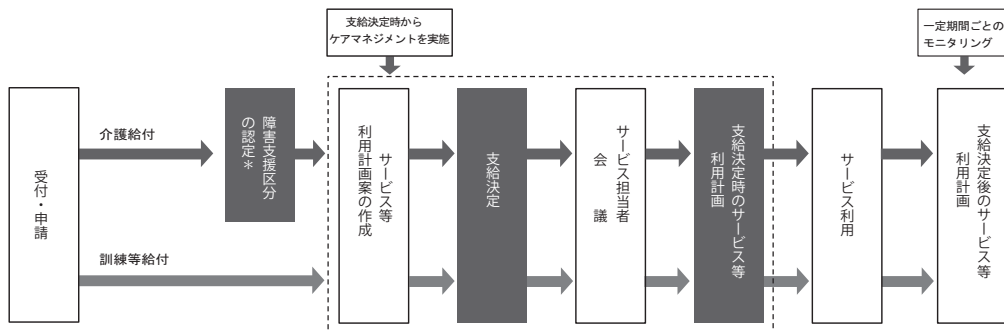 支給決定時から
ケアマネジメントを実施
一定期間ごとの
モニタリング
受付・申請
介護給付
訓練等給付
障害支援区分
の認定＊
サービス等
利用計画案の作成
支給決定
サービス担当者
会議
支給決定時のサービス等
利用計画
サービス利用
支給決定後のサービス等
利用計画